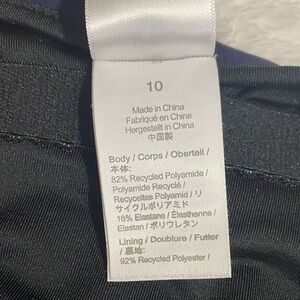 10
Made in China
Fabriqué en Chine
Hergestellt in China
中国製
Body / Corps / Oberteil /
本体:
82% Recycled Polyamide /
Polyamide Recyclé /
Recyceltes Polyamid / リ
サイクルポリアミド
18% Elastane / Élasthanne /
Elastan / ポリウレタン
Lining / Doublure / Futter
/ 裏地:
92% Recycled Polyester /